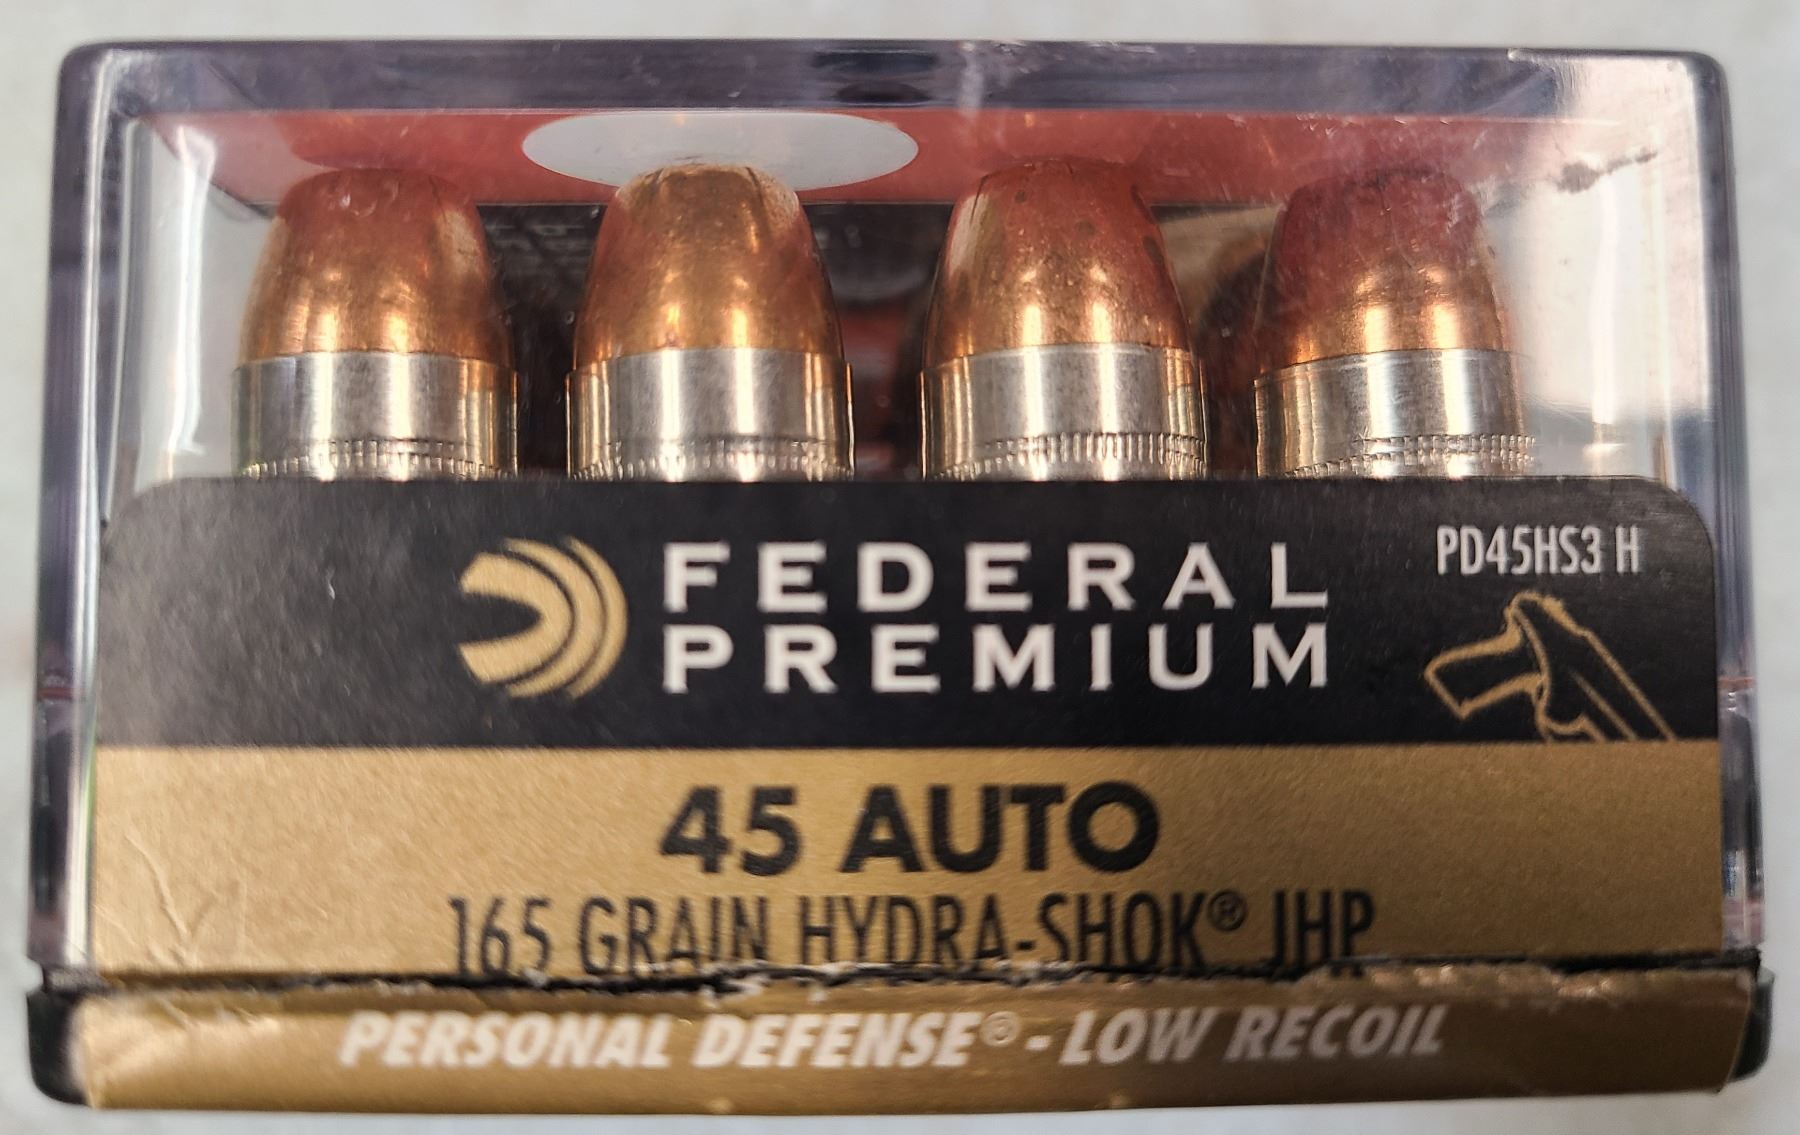 FEDERAL
PREMIUM
PD45HS3 H
45 AUTO
165 GRAIN HYDRA-SHOK® JHP
PERSONAL DEFENSE® - LOW RECOIL